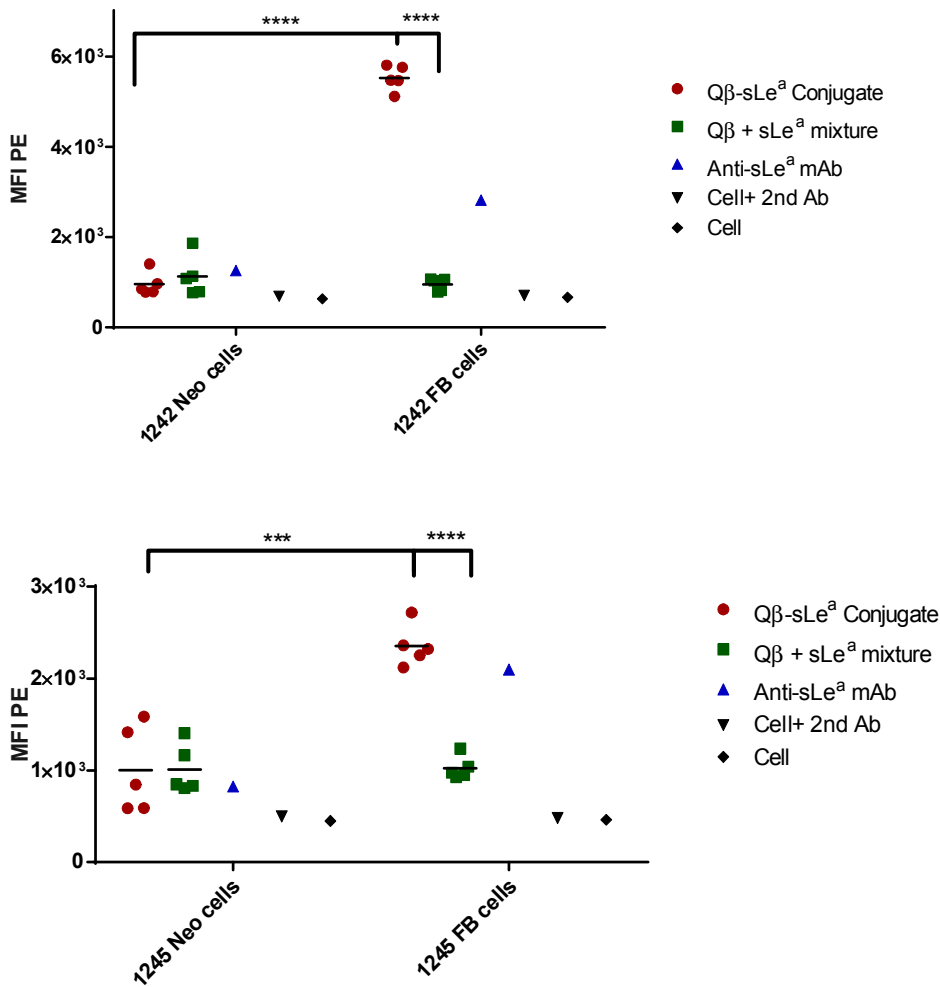 **** ****
6×10³
4×10³
2×10³
0
MFI PE
1242 Neo cells
1242 FB cells
Qβ-sLeᵃ Conjugate
Qβ + sLeᵃ mixture
Anti-sLeᵃ mAb
Cell+ 2nd Ab
Cell
*** ****
3×10³
2×10³
1×10³
0
MFI PE
1245 Neo cells
1245 FB cells
Qβ-sLeᵃ Conjugate
Qβ + sLeᵃ mixture
Anti-sLeᵃ mAb
Cell+ 2nd Ab
Cell